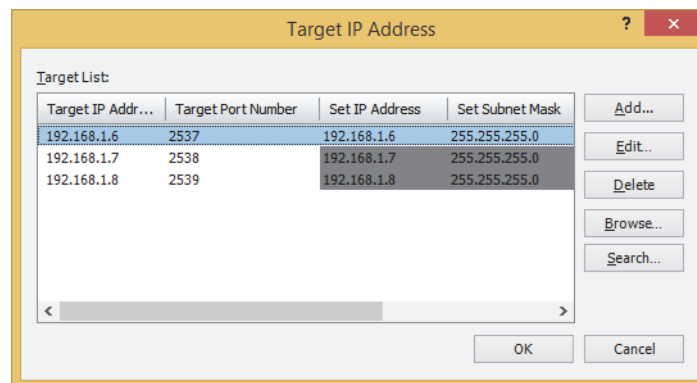 Target IP Address
? ×
Target List:
Target IP Addr... Target Port Number Set IP Address Set Subnet Mask
192.168.1.6 2537 192.168.1.6 255.255.255.0
192.168.1.7 2538 192.168.1.7 255.255.255.0
192.168.1.8 2539 192.168.1.8 255.255.255.0
Add...
Edit...
Delete
Browse...
Search...
OK Cancel